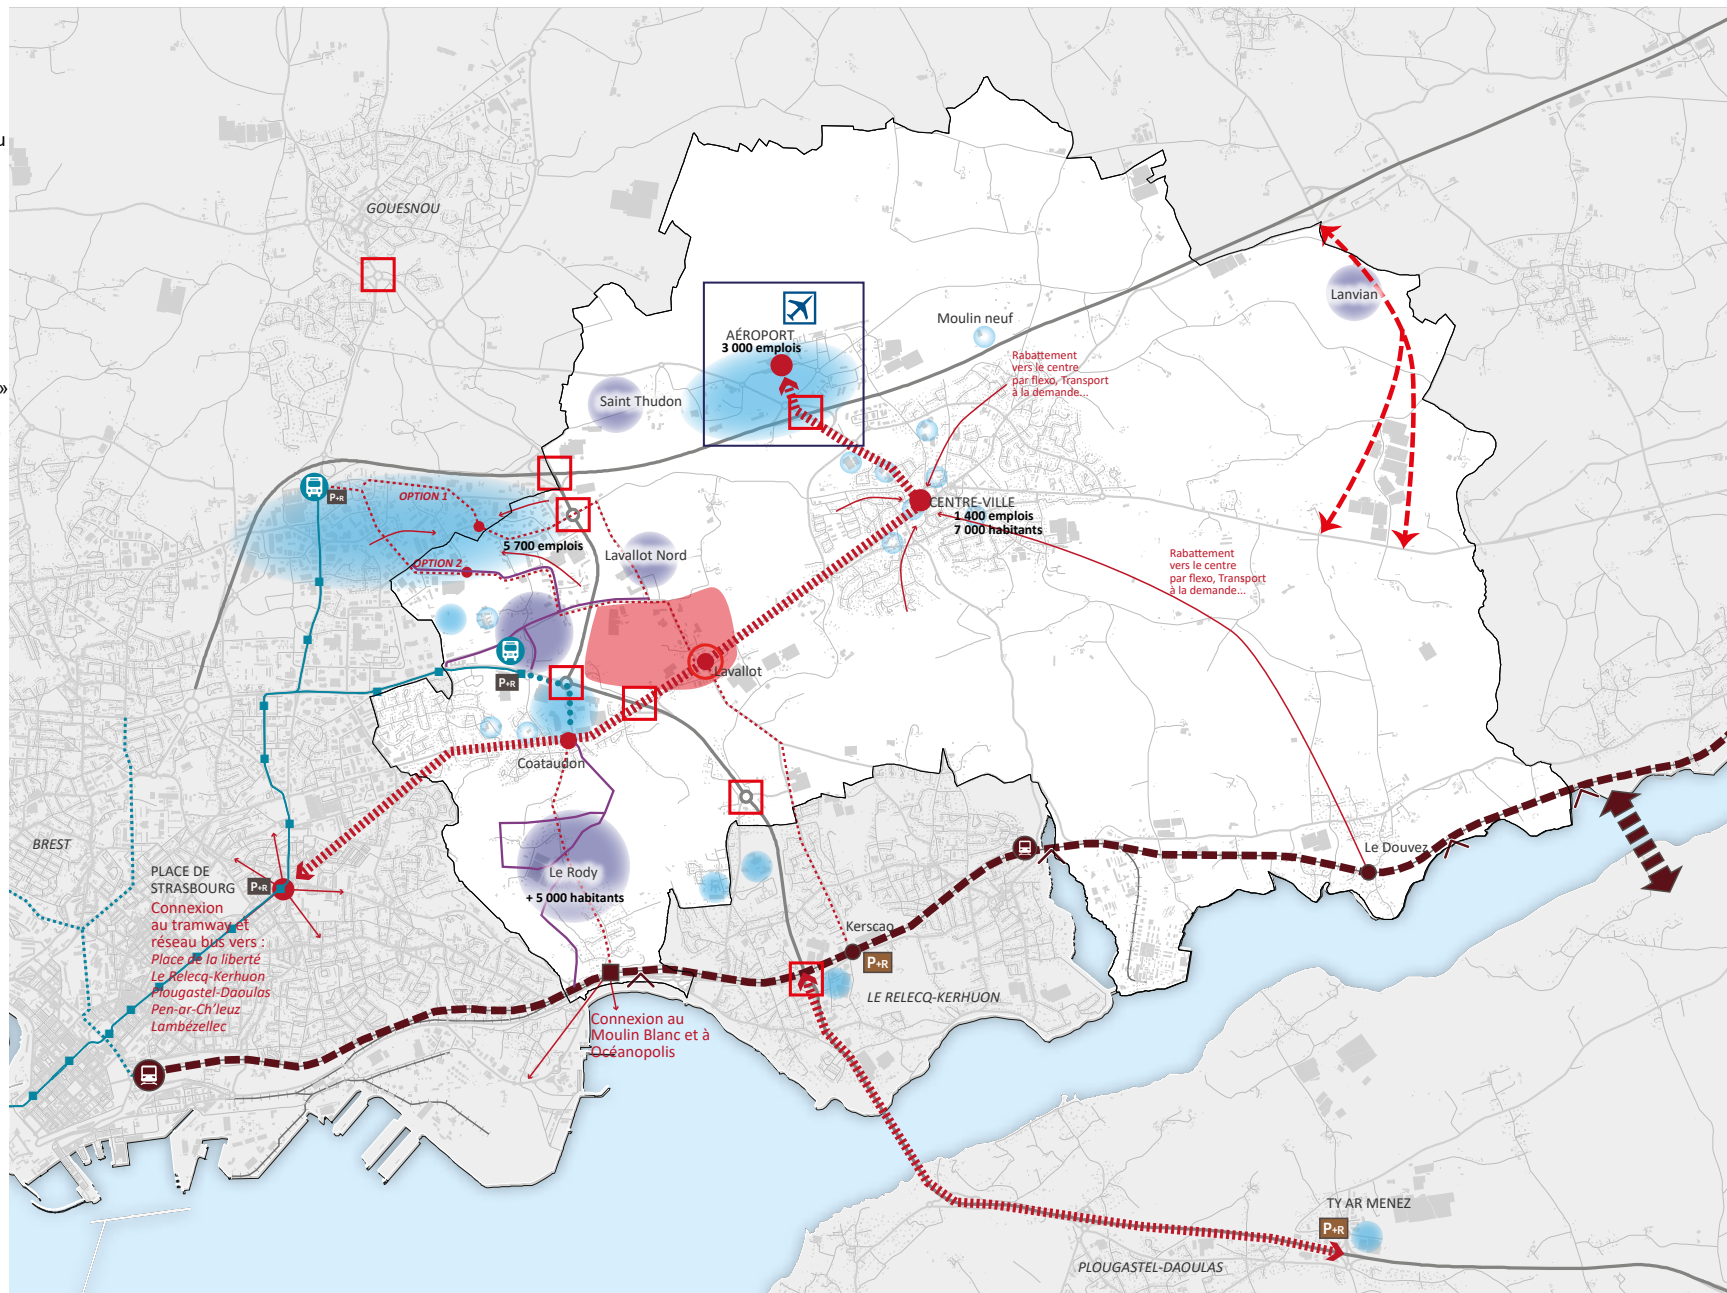 u
»
GOUESNOU
AÉROPORT
3 000 emplois
Moulin neuf
Lanvian
Rabattement
vers le centre
par flexo, Transport
à la demande...
Saint Thudon
P+R
OPTION 1
CENTRE-VILLE
1 400 emplois
7 000 habitants
5 700 emplois
Lavallot Nord
OPTION 2
Rabattement
vers le centre
par flexo, Transport
à la demande...
P+R
Lavallot
Coataudon
BREST
Le Douvez
PLACE DE
STRASBOURG
P+R
Le Rody
+ 5 000 habitants
Connexion
au tramway et
réseau bus vers :
Place de la liberté
Le Relecq-Kerhuon
Plougastel-Daoulas
Pen-ar-Ch'leuz
Lambézellec
Kerscao
P+R
LE RELECQ-KERHUON
Connexion au
Moulin Blanc et à
Océanopolis
TY AR MENEZ
P+R
PLOUGASTEL-DAOULAS